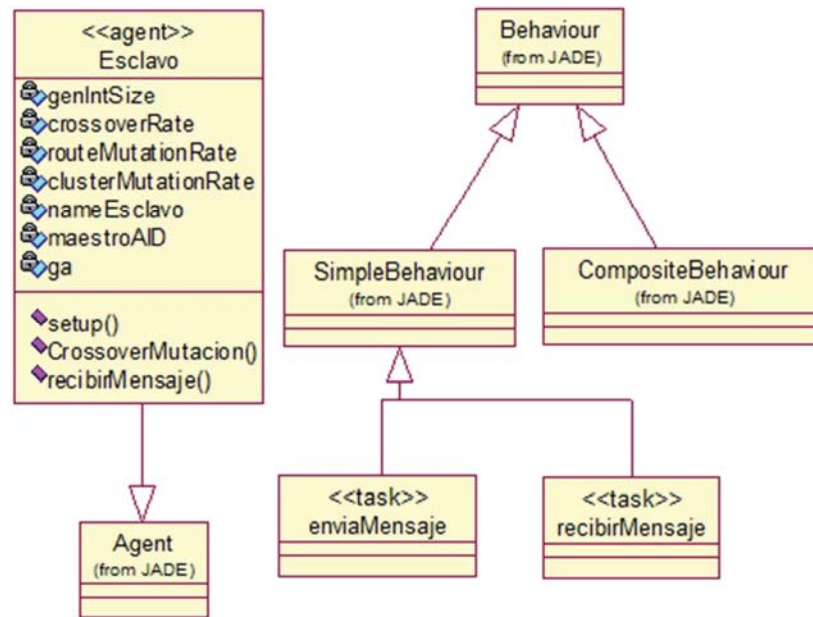 <<agent>>
Esclavo
genIntSize
crossoverRate
routeMutationRate
clusterMutationRate
nameEsclavo
maestroAID
ga
setup()
CrossoverMutacion()
recibirMensaje()
Agent
(from JADE)
Behaviour
(from JADE)
SimpleBehaviour
(from JADE)
CompositeBehaviour
(from JADE)
<<task>>
enviaMensaje
<<task>>
recibirMensaje